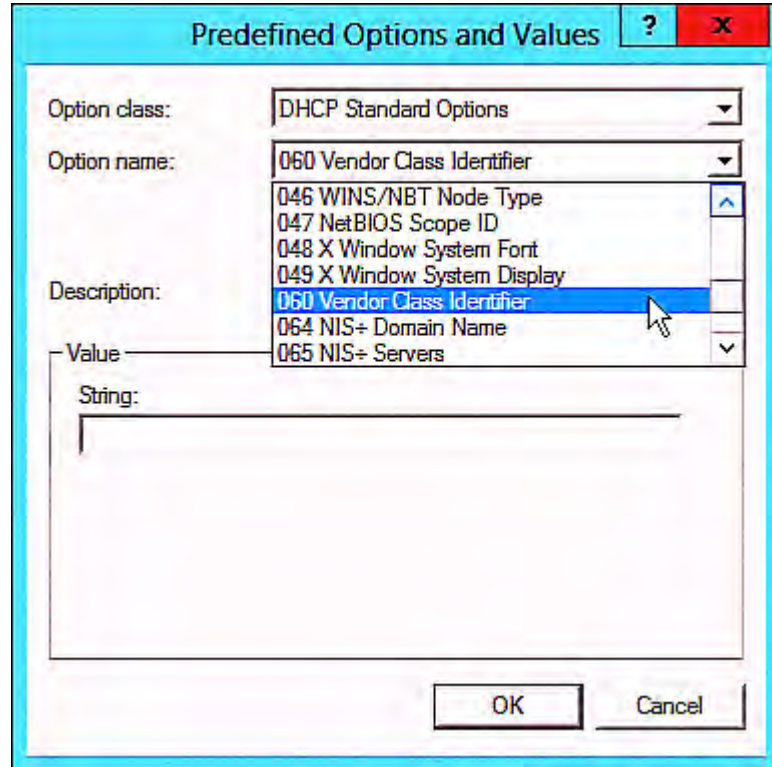 Predefined Options and Values ? x
Option class: DHCP Standard Options
Option name: 060 Vendor Class Identifier
046 WINS/NBT Node Type
047 NetBIOS Scope ID
048 X Window System Font
049 X Window System Display
Description:
060 Vendor Class Identifier
064 NIS+ Domain Name
065 NIS+ Servers
Value
String:
OK Cancel